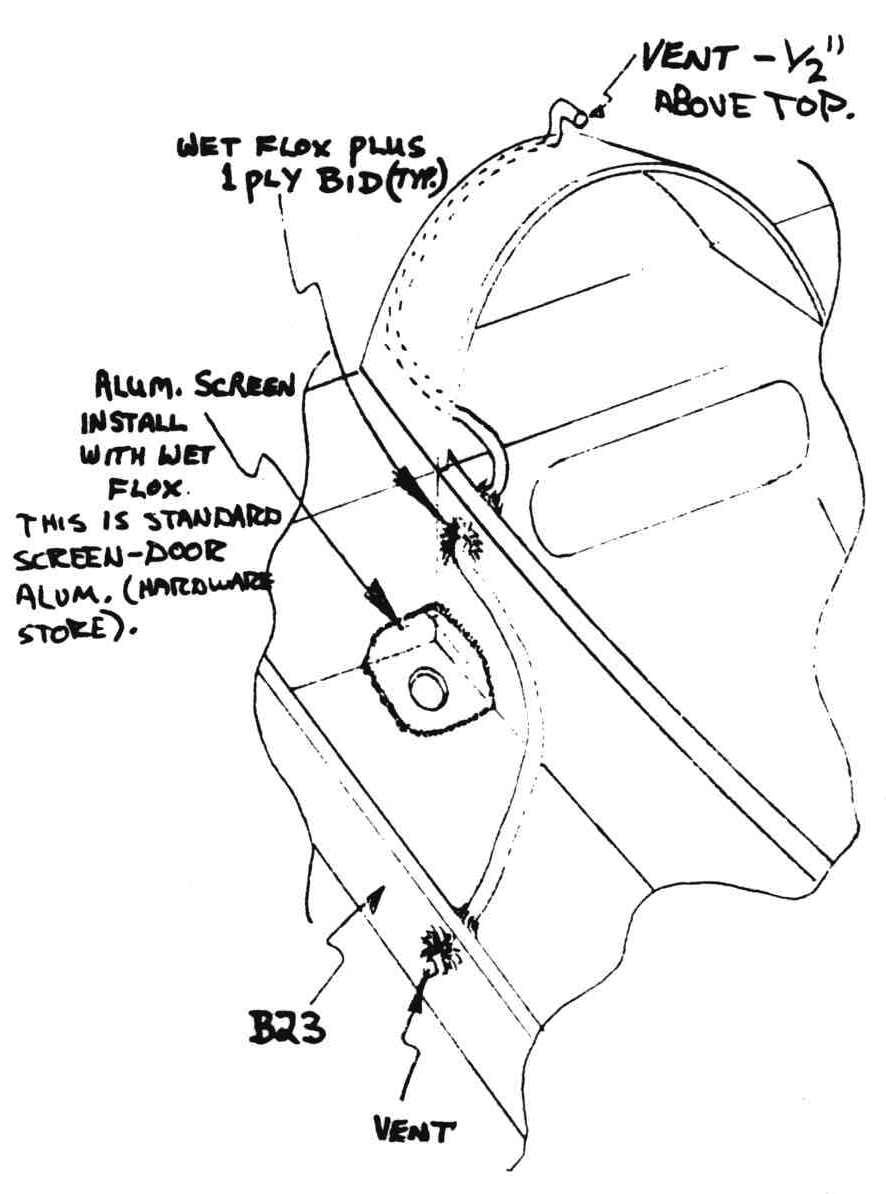 VENT - 1/2"
ABOVE TOP.
WET FLOX PLUS
1 PLY BID (TYP.)
ALUM. SCREEN
INSTALL
WITH WET
FLOX.
THIS IS STANDARD
SCREEN-DOOR
ALUM. (HARDWARE
STORE).
B23
VENT